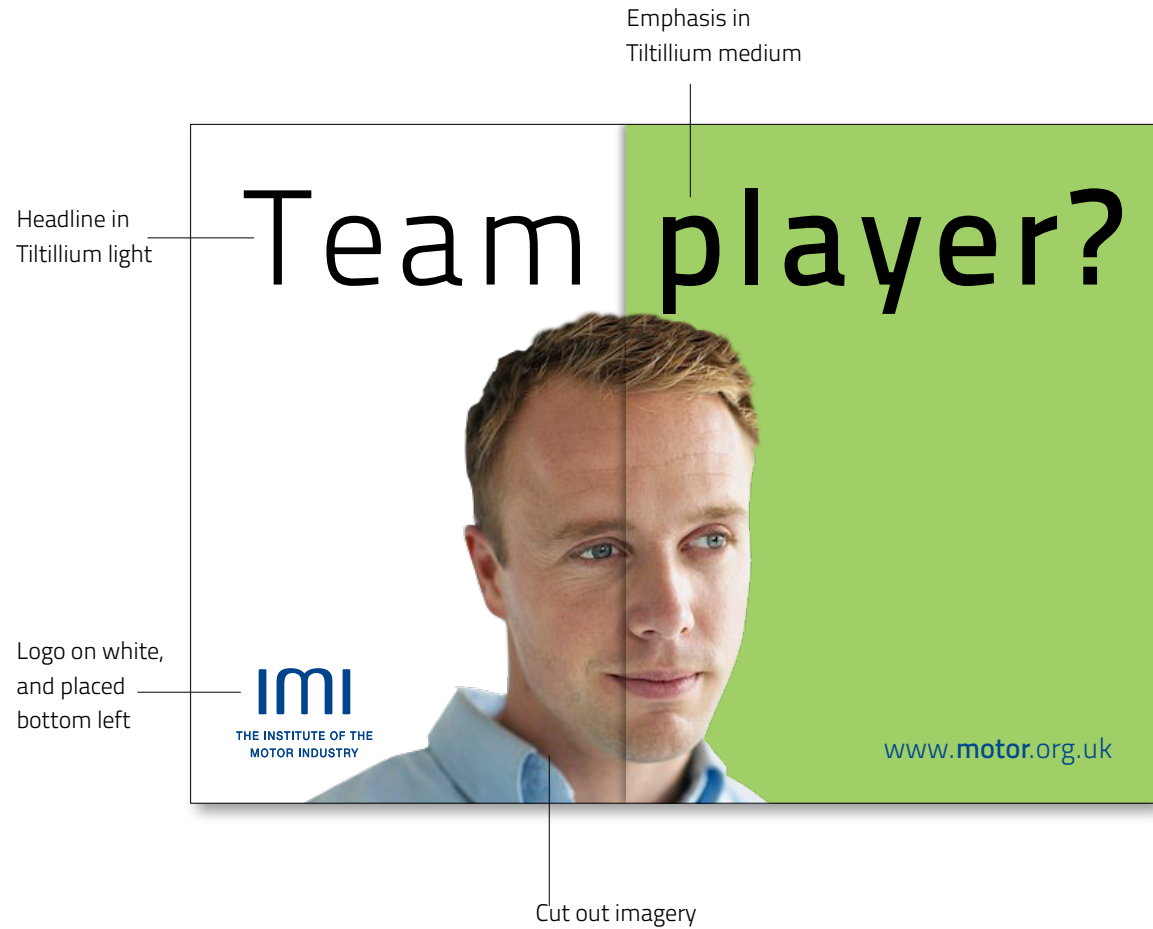 Emphasis in
Tiltillium medium
Headline in
Tiltillium light
Team player?
Logo on white,
and placed
bottom left
IMI
THE INSTITUTE OF THE
MOTOR INDUSTRY
www.motor.org.uk
Cut out imagery